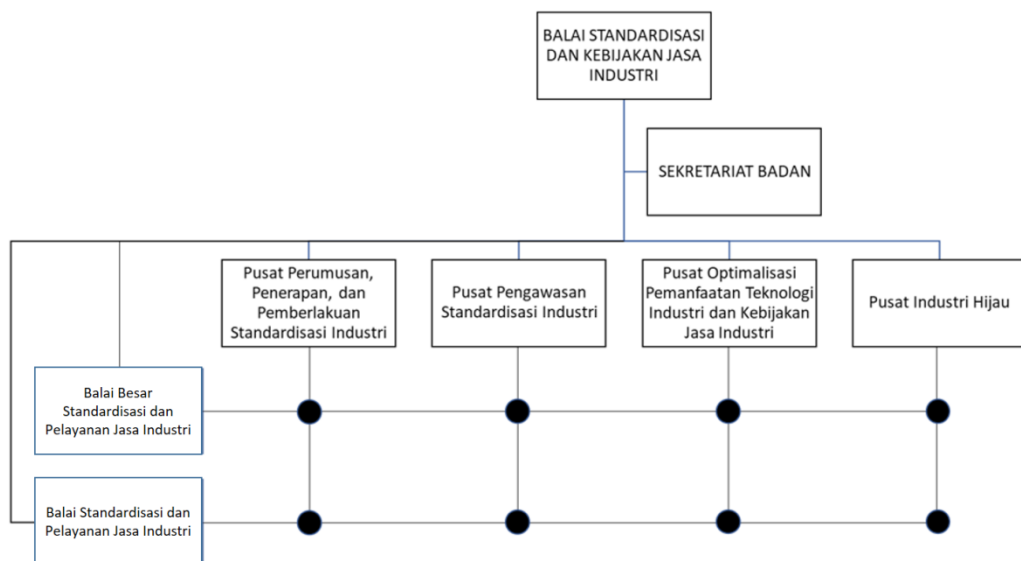 BALAI STANDARDISASI
DAN KEBIJAKAN JASA
INDUSTRI
SEKRETARIAT BADAN
Pusat Perumusan,
Penerapan, dan
Pemberlakuan
Standardisasi Industri
Pusat Pengawasan
Standardisasi Industri
Pusat Optimalisasi
Pemanfaatan Teknologi
Industri dan Kebijakan
Jasa Industri
Pusat Industri Hijau
Balai Besar
Standardisasi dan
Pelayanan Jasa Industri
Balai Standardisasi dan
Pelayanan Jasa Industri